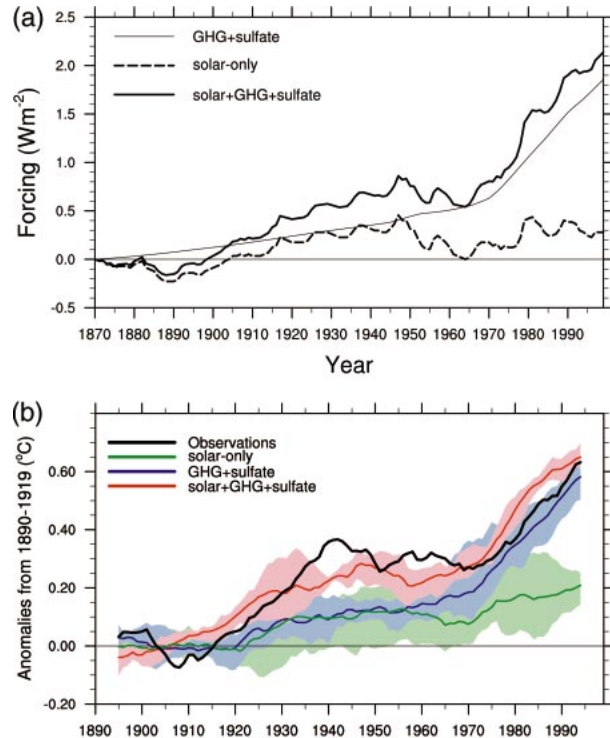 (a)
2.5
2.0
1.5
1.0
0.5
0.0
-0.5
Forcing (Wm-2)
GHG+sulfate
solar-only
solar+GHG+sulfate
1870 1880 1890 1900 1910 1920 1930 1940 1950 1960 1970 1980 1990
Year
(b)
0.60
0.40
0.20
0.00
-0.20
Anomalies from 1890-1919 (°C)
Observations
solar-only
GHG+sulfate
solar+GHG+sulfate
1890 1900 1910 1920 1930 1940 1950 1960 1970 1980 1990